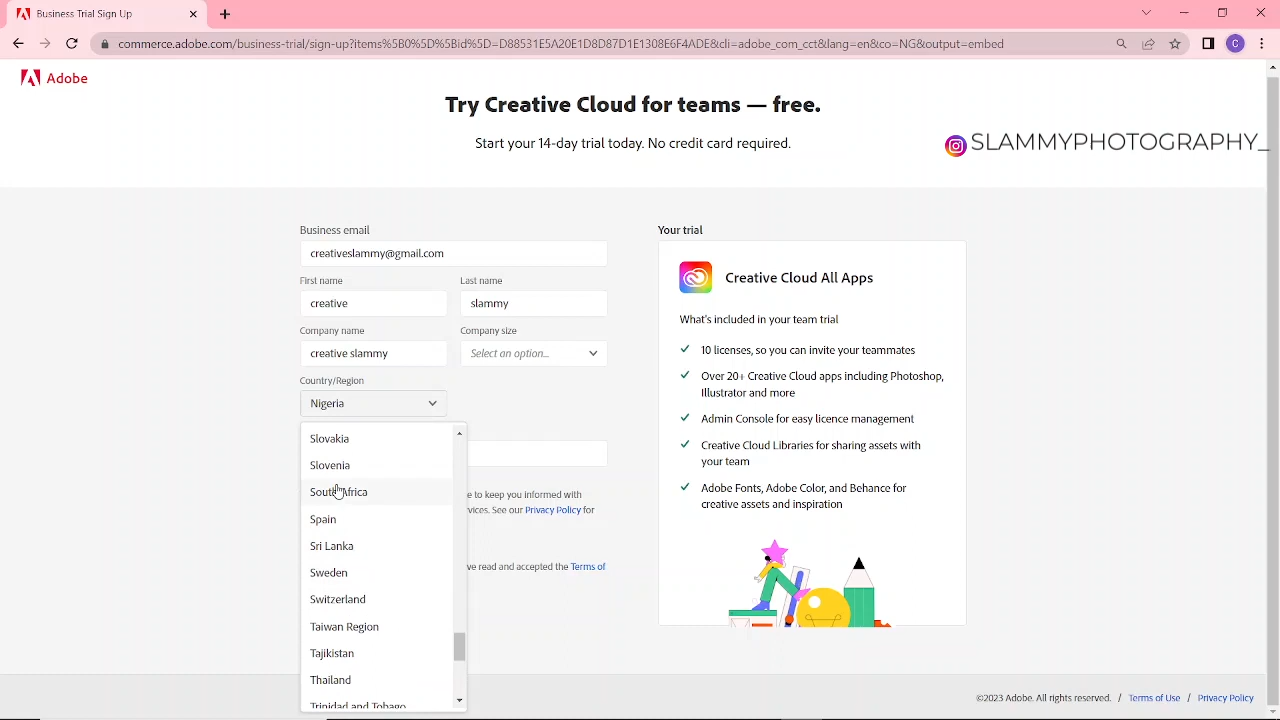 Business Trial Sign Up
commerce.adobe.com/business-trial/sign-up?items%5B0%5D%5Bid%5D=D8531E5A20E1D8D87D1E1308E6F4ADE&cli=adobe_com_cct&lang=en&co=NG&output=embed
C
Adobe
Try Creative Cloud for teams — free.
Start your 14-day trial today. No credit card required.
SLAMMYPHOTOGRAPHY_
Business email
creativeslammy@gmail.com
First name
Last name
creative
slammy
Company name
Company size
creative slammy
Select an option...
Country/Region
Nigeria
Slovakia
Slovenia
South Africa
Spain
Sri Lanka
Sweden
Switzerland
Taiwan Region
Tajikistan
Thailand
Trinidad and Tobago
e to keep you informed with
vices. See our Privacy Policy for
ve read and accepted the Terms of
Your trial
Creative Cloud All Apps
What's included in your team trial
10 licenses, so you can invite your teammates
Over 20+ Creative Cloud apps including Photoshop,
Illustrator and more
Admin Console for easy licence management
Creative Cloud Libraries for sharing assets with
your team
Adobe Fonts, Adobe Color, and Behance for
creative assets and inspiration
©2023 Adobe. All rights reserved. / Terms of Use / Privacy Policy